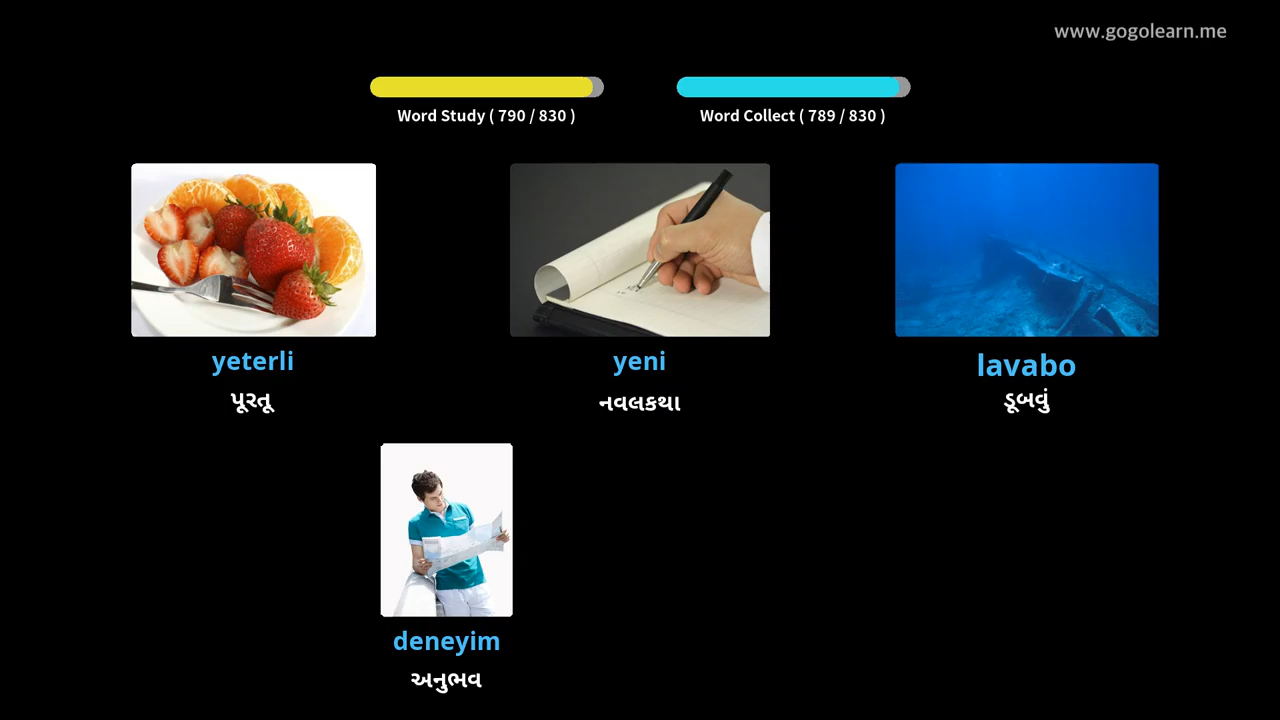 www.gogolearn.me
Word Study ( 790 / 830 )
Word Collect ( 789 / 830 )
yeterli
પૂરતૂ
yeni
નવલકથા
lavabo
ડૂબવું
deneyim
અનુભવ